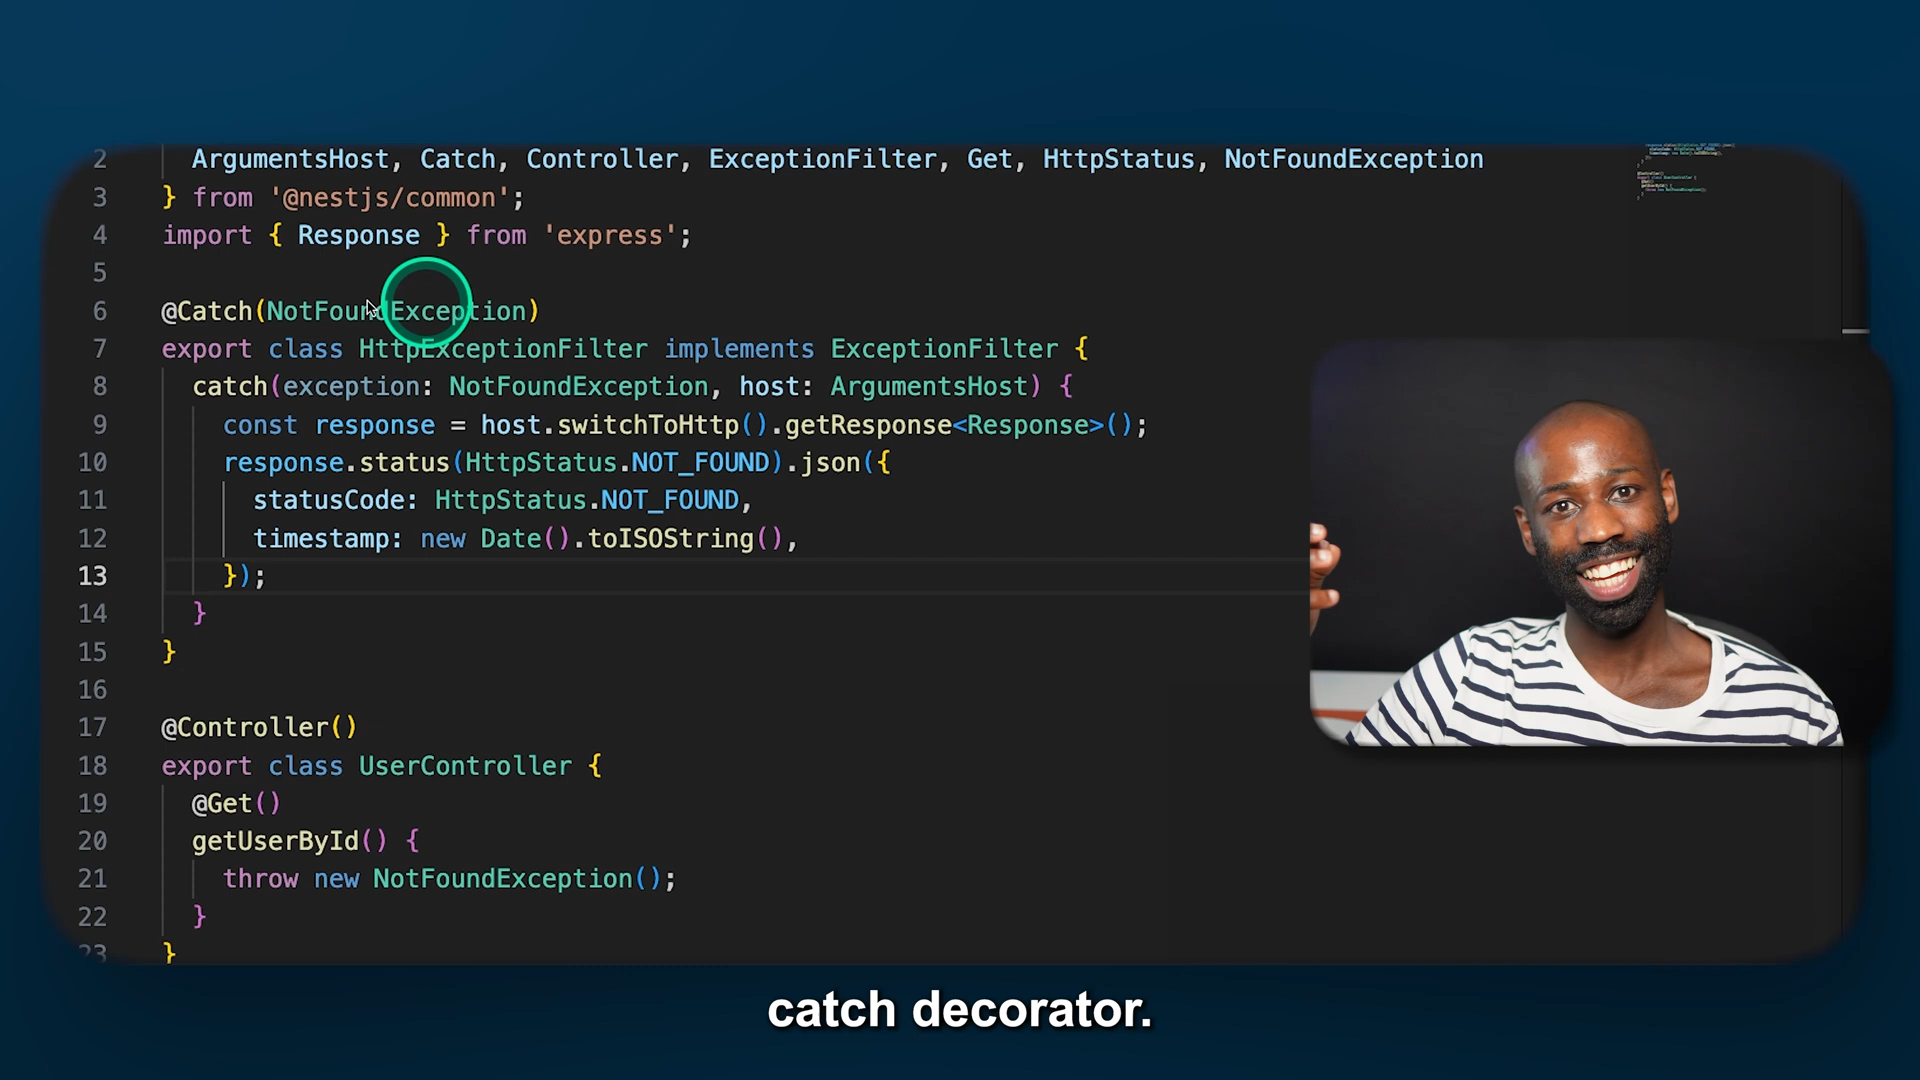 2 ArgumentsHost, Catch, Controller, ExceptionFilter, Get, HttpStatus, NotFoundException
3 } from '@nestjs/common';
4 import { Response } from 'express';
5
6 @Catch(NotFoundException)
7 export class HttpExceptionFilter implements ExceptionFilter {
8 catch(exception: NotFoundException, host: ArgumentsHost) {
9 const response = host.switchToHttp().getResponse<Response>();
10 response.status(HttpStatus.NOT_FOUND).json({
11 statusCode: HttpStatus.NOT_FOUND,
12 timestamp: new Date().toISOString(),
13 });
14 }
15 }
16
17 @Controller()
18 export class UserController {
19 @Get()
20 getUserById() {
21 throw new NotFoundException();
22 }
23 }
catch decorator.